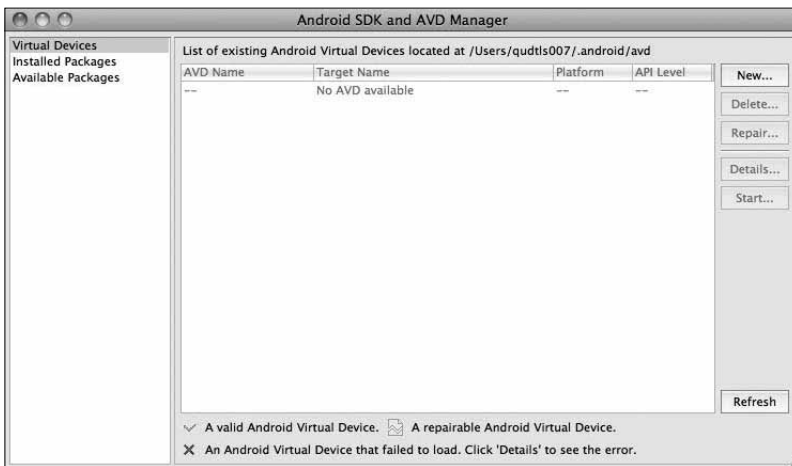 Android SDK and AVD Manager
Virtual Devices
Installed Packages
Available Packages
List of existing Android Virtual Devices located at /Users/qudtls007/.android/avd
AVD Name Target Name Platform API Level
-- No AVD available -- --
New...
Delete...
Repair...
Details...
Start...
Refresh
A valid Android Virtual Device. A repairable Android Virtual Device.
An Android Virtual Device that failed to load. Click 'Details' to see the error.